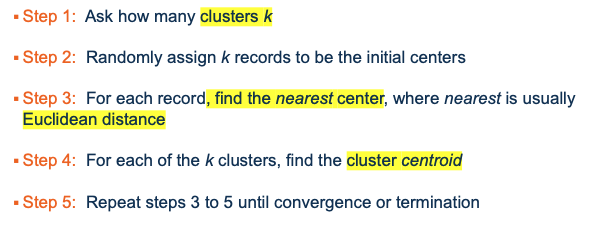 ▪ Step 1: Ask how many clusters k
▪ Step 2: Randomly assign k records to be the initial centers
▪ Step 3: For each record, find the nearest center, where nearest is usually
Euclidean distance
▪ Step 4: For each of the k clusters, find the cluster centroid
▪ Step 5: Repeat steps 3 to 5 until convergence or termination